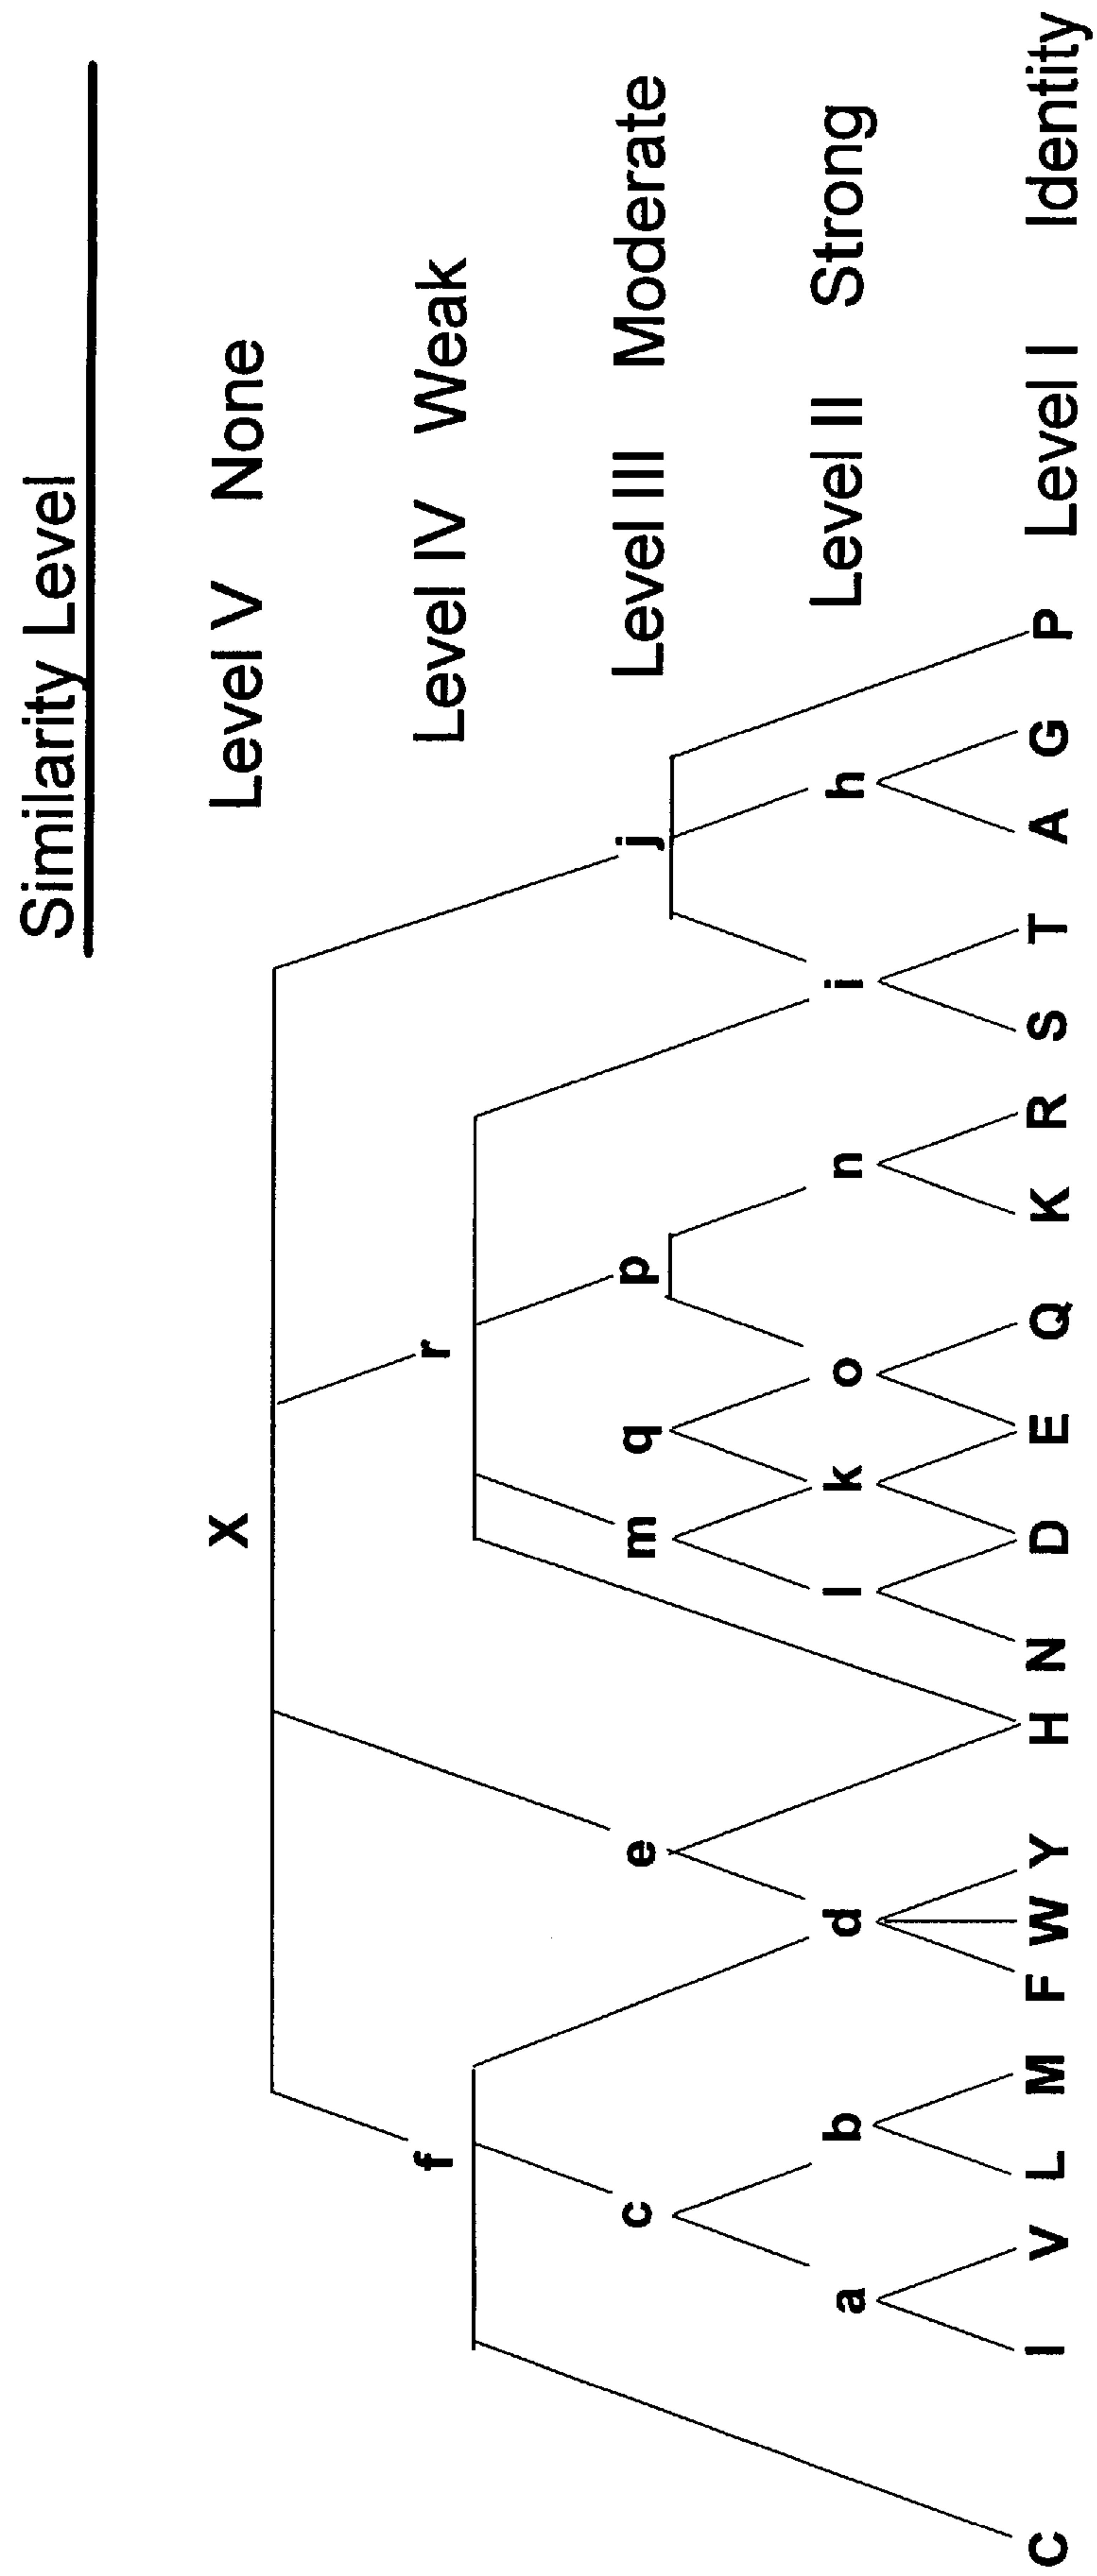 Similarity Level
X
Level V None
f
r
Level IV Weak
c
e
m
q
p
j
Level III Moderate
a
b
d
l
k
o
n
i
h
Level II Strong
C I V L M F W Y H N D E Q K R S T A G P Level I Identity